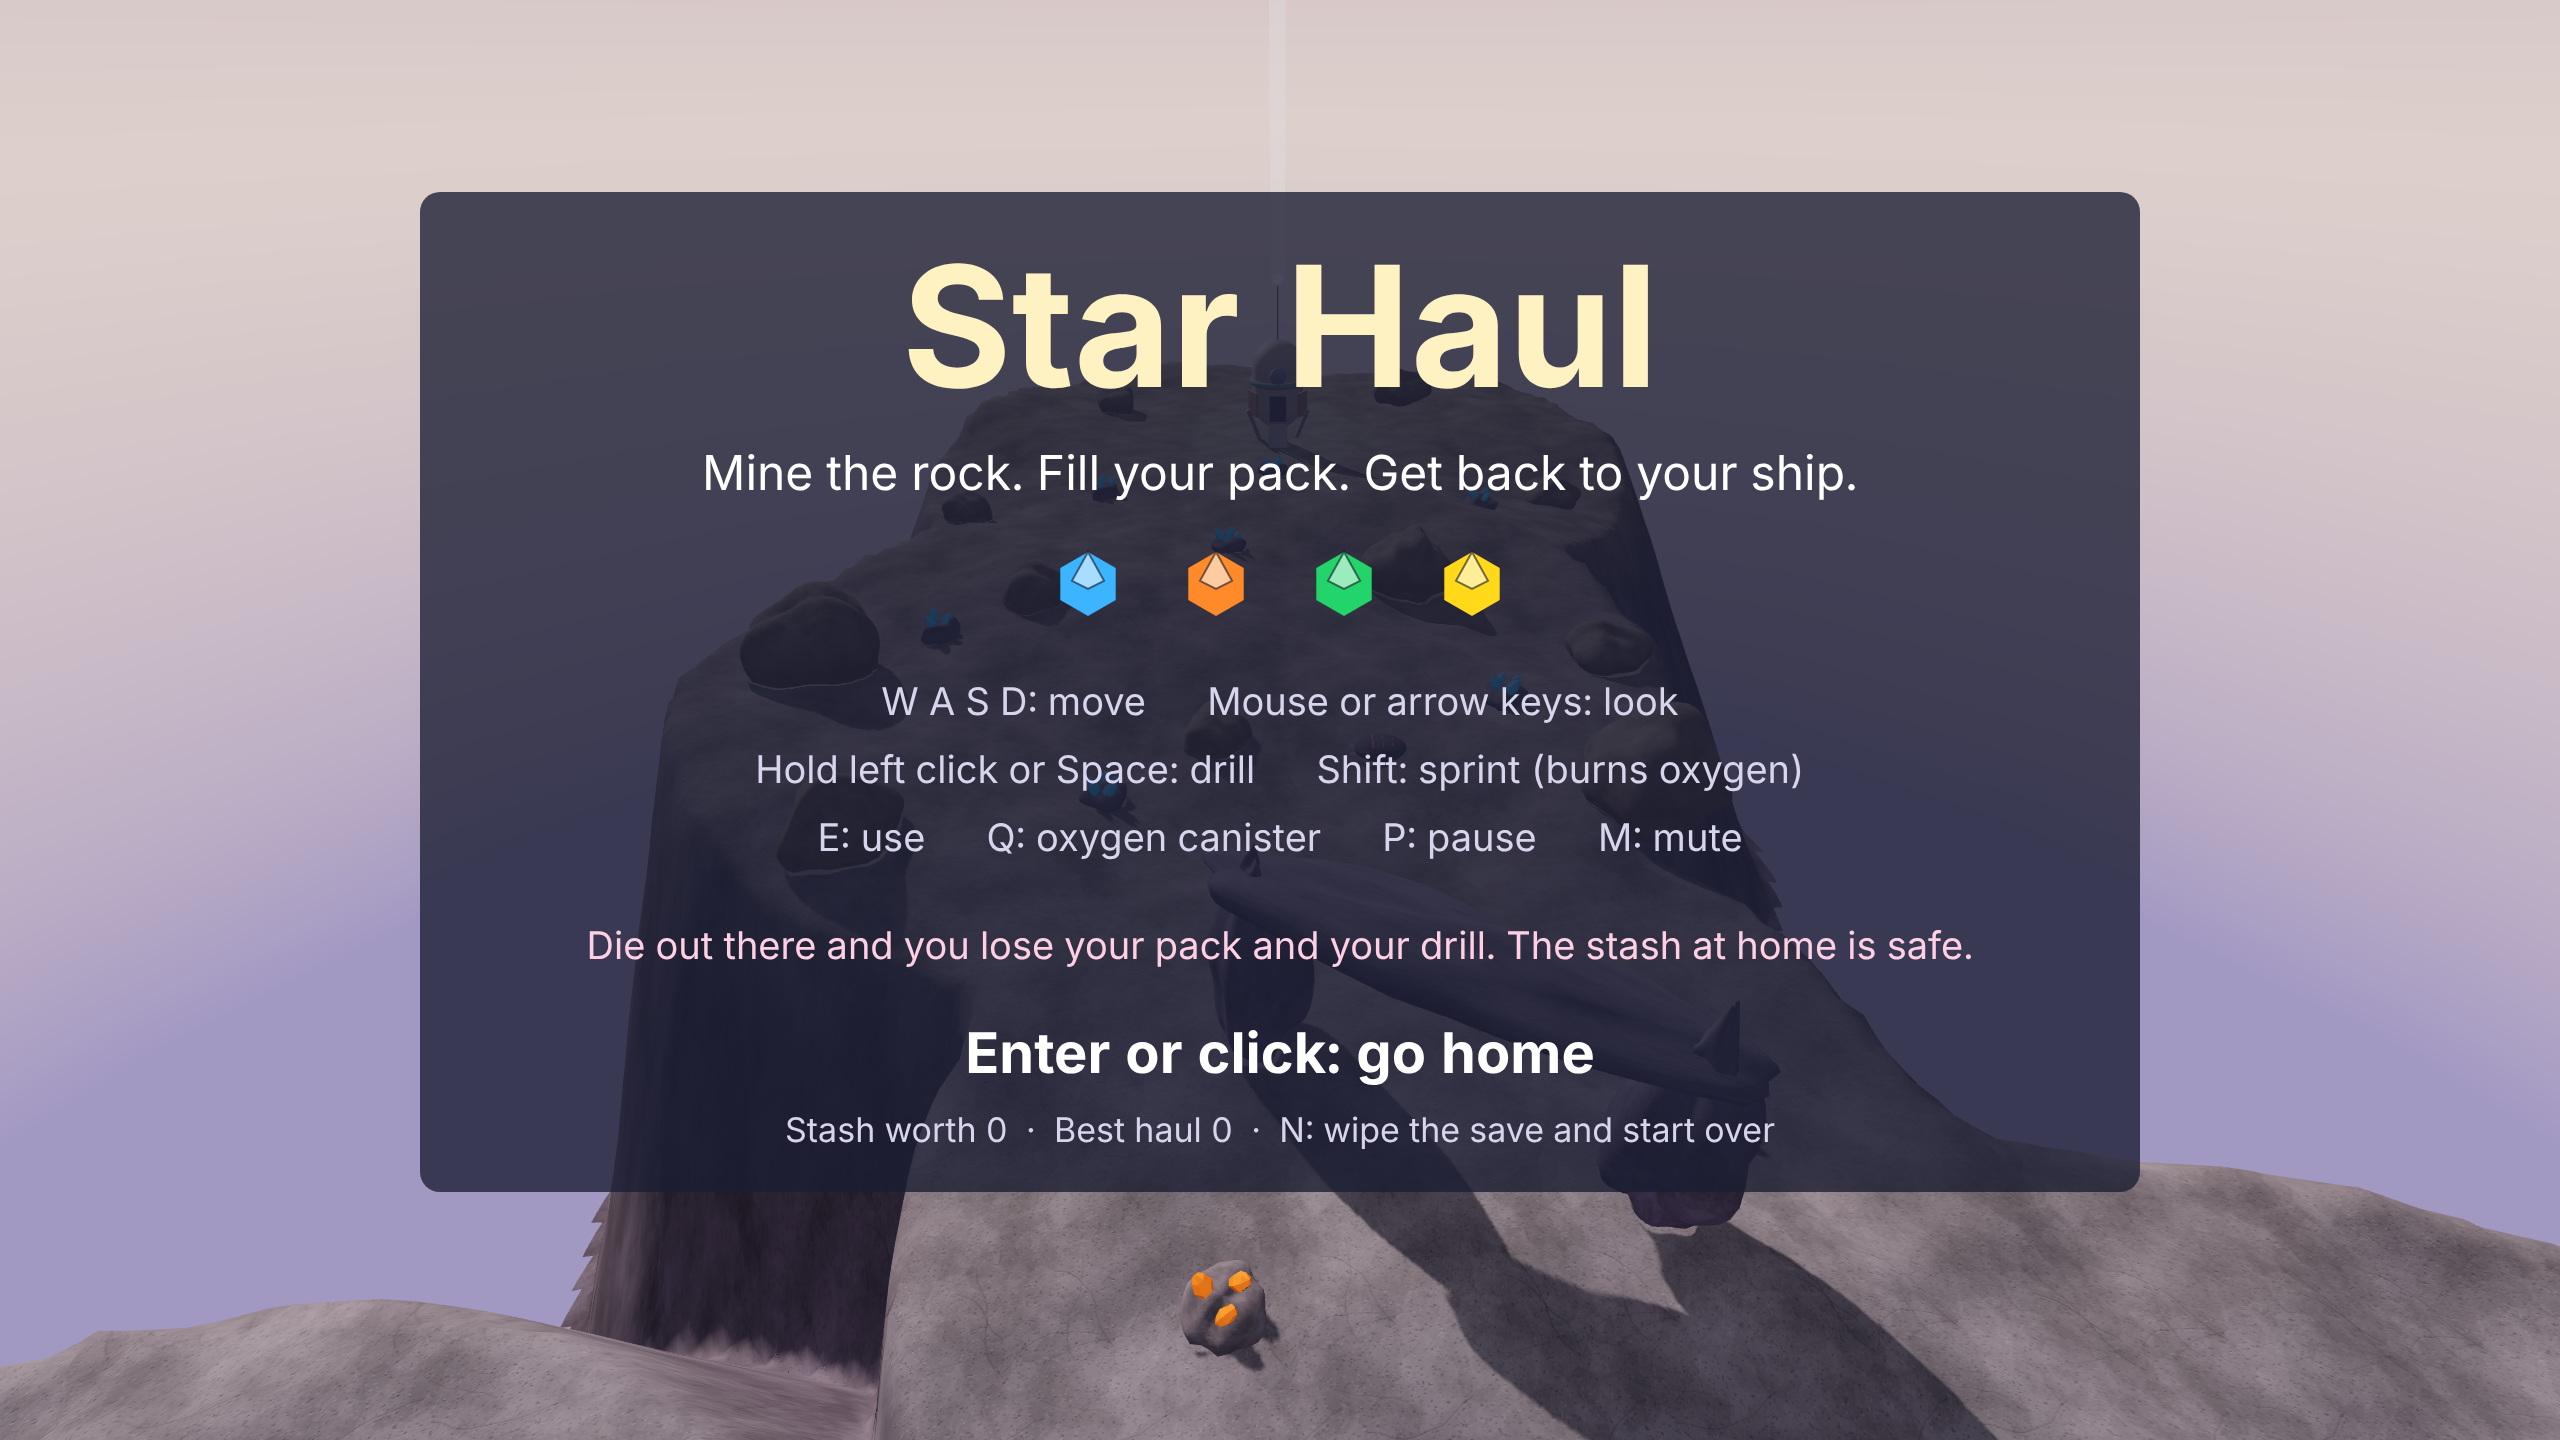 Star Haul
Mine the rock. Fill your pack. Get back to your ship.
W A S D: move Mouse or arrow keys: look
Hold left click or Space: drill Shift: sprint (burns oxygen)
E: use Q: oxygen canister P: pause M: mute
Die out there and you lose your pack and your drill. The stash at home is safe.
Enter or click: go home
Stash worth 0 · Best haul 0 · N: wipe the save and start over